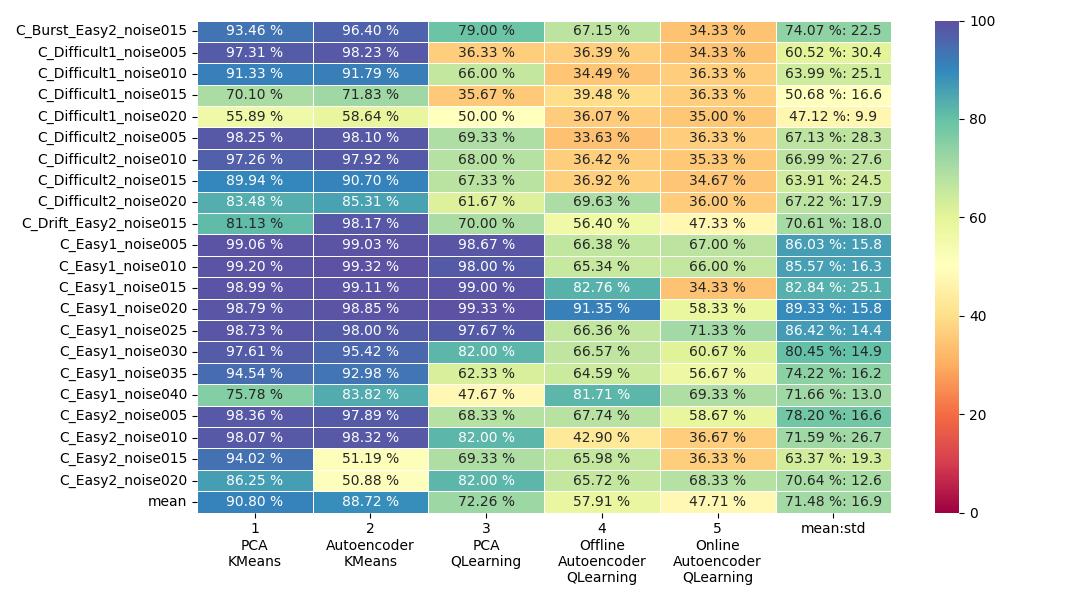 C_Burst_Easy2_noise015 93.46 % 96.40 % 79.00 % 67.15 % 34.33 % 74.07 %: 22.5
C_Difficult1_noise005 97.31 % 98.23 % 36.33 % 36.39 % 34.33 % 60.52 %: 30.4
C_Difficult1_noise010 91.33 % 91.79 % 66.00 % 34.49 % 36.33 % 63.99 %: 25.1
C_Difficult1_noise015 70.10 % 71.83 % 35.67 % 39.48 % 36.33 % 50.68 %: 16.6
C_Difficult1_noise020 55.89 % 58.64 % 50.00 % 36.07 % 35.00 % 47.12 %: 9.9
C_Difficult2_noise005 98.25 % 98.10 % 69.33 % 33.63 % 36.33 % 67.13 %: 28.3
C_Difficult2_noise010 97.26 % 97.92 % 68.00 % 36.42 % 35.33 % 66.99 %: 27.6
C_Difficult2_noise015 89.94 % 90.70 % 67.33 % 36.92 % 34.67 % 63.91 %: 24.5
C_Difficult2_noise020 83.48 % 85.31 % 61.67 % 69.63 % 36.00 % 67.22 %: 17.9
C_Drift_Easy2_noise015 81.13 % 98.17 % 70.00 % 56.40 % 47.33 % 70.61 %: 18.0
C_Easy1_noise005 99.06 % 99.03 % 98.67 % 66.38 % 67.00 % 86.03 %: 15.8
C_Easy1_noise010 99.20 % 99.32 % 98.00 % 65.34 % 66.00 % 85.57 %: 16.3
C_Easy1_noise015 98.99 % 99.11 % 99.00 % 82.76 % 34.33 % 82.84 %: 25.1
C_Easy1_noise020 98.79 % 98.85 % 99.33 % 91.35 % 58.33 % 89.33 %: 15.8
C_Easy1_noise025 98.73 % 98.00 % 97.67 % 66.36 % 71.33 % 86.42 %: 14.4
C_Easy1_noise030 97.61 % 95.42 % 82.00 % 66.57 % 60.67 % 80.45 %: 14.9
C_Easy1_noise035 94.54 % 92.98 % 62.33 % 64.59 % 56.67 % 74.22 %: 16.2
C_Easy1_noise040 75.78 % 83.82 % 47.67 % 81.71 % 69.33 % 71.66 %: 13.0
C_Easy2_noise005 98.36 % 97.89 % 68.33 % 67.74 % 58.67 % 78.20 %: 16.6
C_Easy2_noise010 98.07 % 98.32 % 82.00 % 42.90 % 36.67 % 71.59 %: 26.7
C_Easy2_noise015 94.02 % 51.19 % 69.33 % 65.98 % 36.33 % 63.37 %: 19.3
C_Easy2_noise020 86.25 % 50.88 % 82.00 % 65.72 % 68.33 % 70.64 %: 12.6
mean 90.80 % 88.72 % 72.26 % 57.91 % 47.71 % 71.48 %: 16.9
1 2 3 4 5 mean:std
PCA Autoencoder PCA Offline Online
KMeans KMeans QLearning Autoencoder Autoencoder
QLearning QLearning
100
80
60
40
20
0